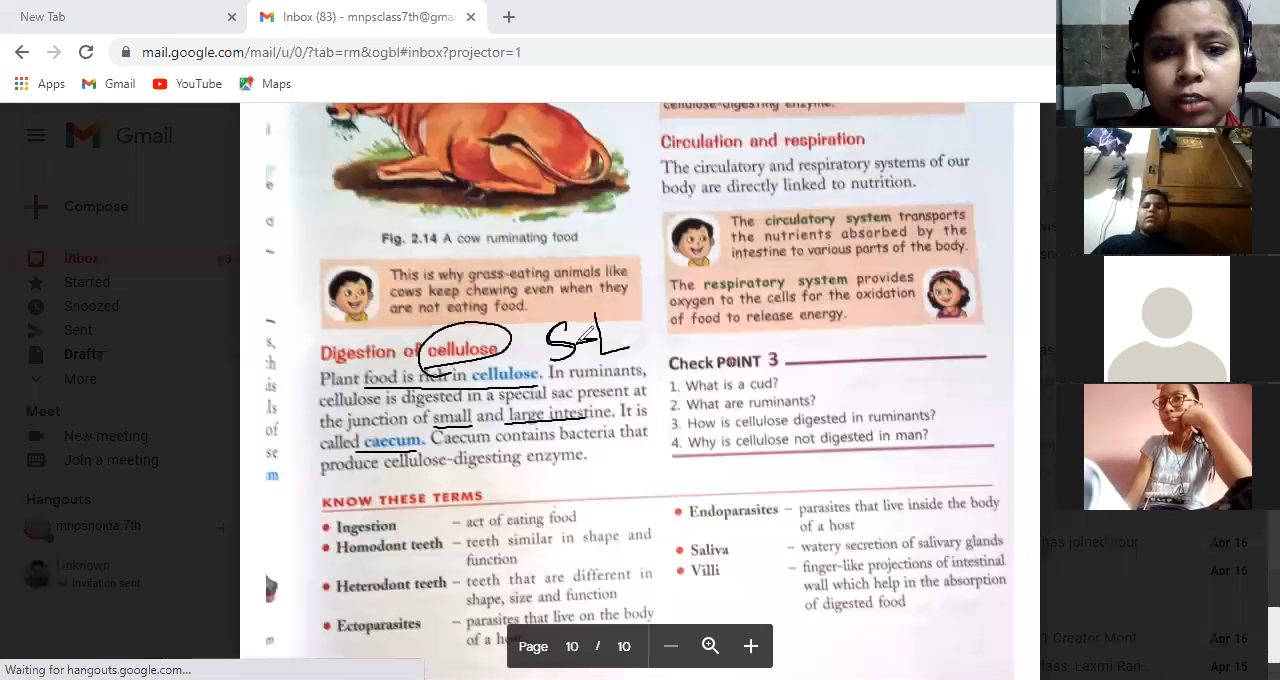 New Tab
Inbox (83) - mnpsclass7th@gma
mail.google.com/mail/u/0/?tab=rm&ogbl#inbox?projector=1
Apps
Gmail
YouTube
Maps
Gmail
Compose
Inbox
Starred
Snoozed
Sent
Draft
More
Meet
New meeting
Join a meeting
Hangouts
Unknown
Invitation sent
Fig. 2.14 A cow ruminating food
This is why grass-eating animals like
cows keep chewing even when they
are not eating food.
Digestion of cellulose
S-L
Plant food is rich in cellulose. In ruminants,
cellulose is digested in a special sac present at
the junction of small and large intestine. It is
called caecum. Caecum contains bacteria that
produce cellulose-digesting enzyme.
cellulose-digesting enzyme.
Circulation and respiration
The circulatory and respiratory systems of our
body are directly linked to nutrition.
The circulatory system transports
the nutrients absorbed by the
intestine to various parts of the body.
The respiratory system provides
oxygen to the cells for the oxidation
of food to release energy.
Check POINT 3
1. What is a cud?
2. What are ruminants?
3. How is cellulose digested in ruminants?
4. Why is cellulose not digested in man?
KNOW THESE TERMS
• Ingestion – act of eating food
• Homodont teeth – teeth similar in shape and
function
• Heterodont teeth – teeth that are different in
shape, size and function
• Ectoparasites – parasites that live on the body
of a
• Endoparasites – parasites that live inside the body
of a host
• Saliva – watery secretion of salivary glands
• Villi – finger-like projections of intestinal
wall which help in the absorption
of digested food
Page 10 / 10
Apr 16
Apr 16
Apr 16
Apr 15
Waiting for hangouts.google.com...